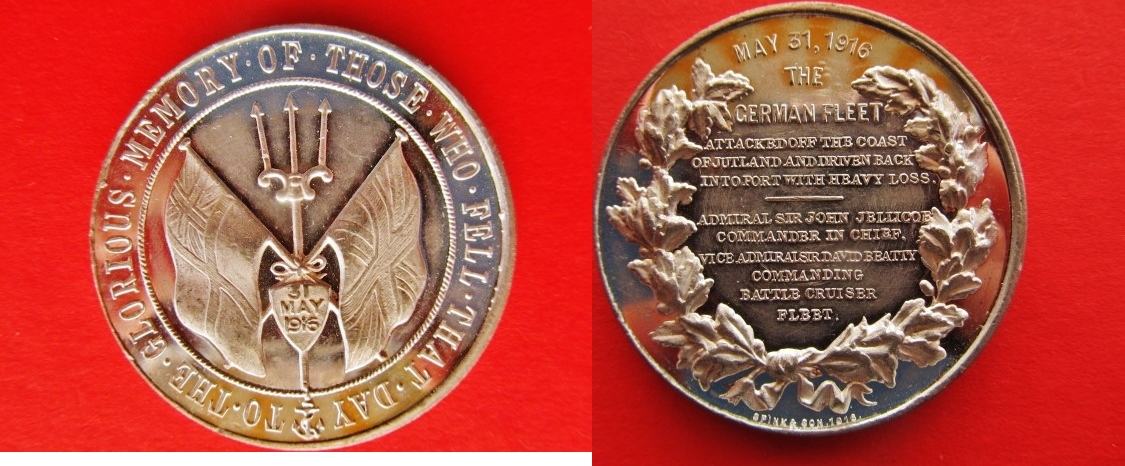 TO·THE·GLORIOUS·MEMORY·OF·THOSE·WHO·FELL·THAT·DAY
31
MAY
1916
MAY 31, 1916
THE
GERMAN FLEET
ATTACKED OFF THE COAST
OF JUTLAND AND DRIVEN BACK
INTO PORT WITH HEAVY LOSS.
ADMIRAL SIR JOHN JELLICOE
COMMANDER IN CHIEF.
VICE ADMIRAL SIR DAVID BEATTY
COMMANDING
BATTLE CRUISER
FLEET.
SPINK & SON. 1916.